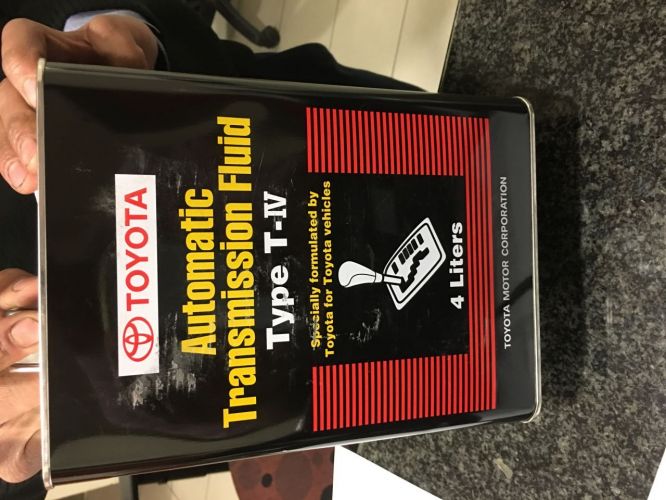 TOYOTA
Automatic
Transmission Fluid
Type T-IV
Specially formulated by
Toyota for Toyota vehicles
4 Liters
TOYOTA MOTOR CORPORATION